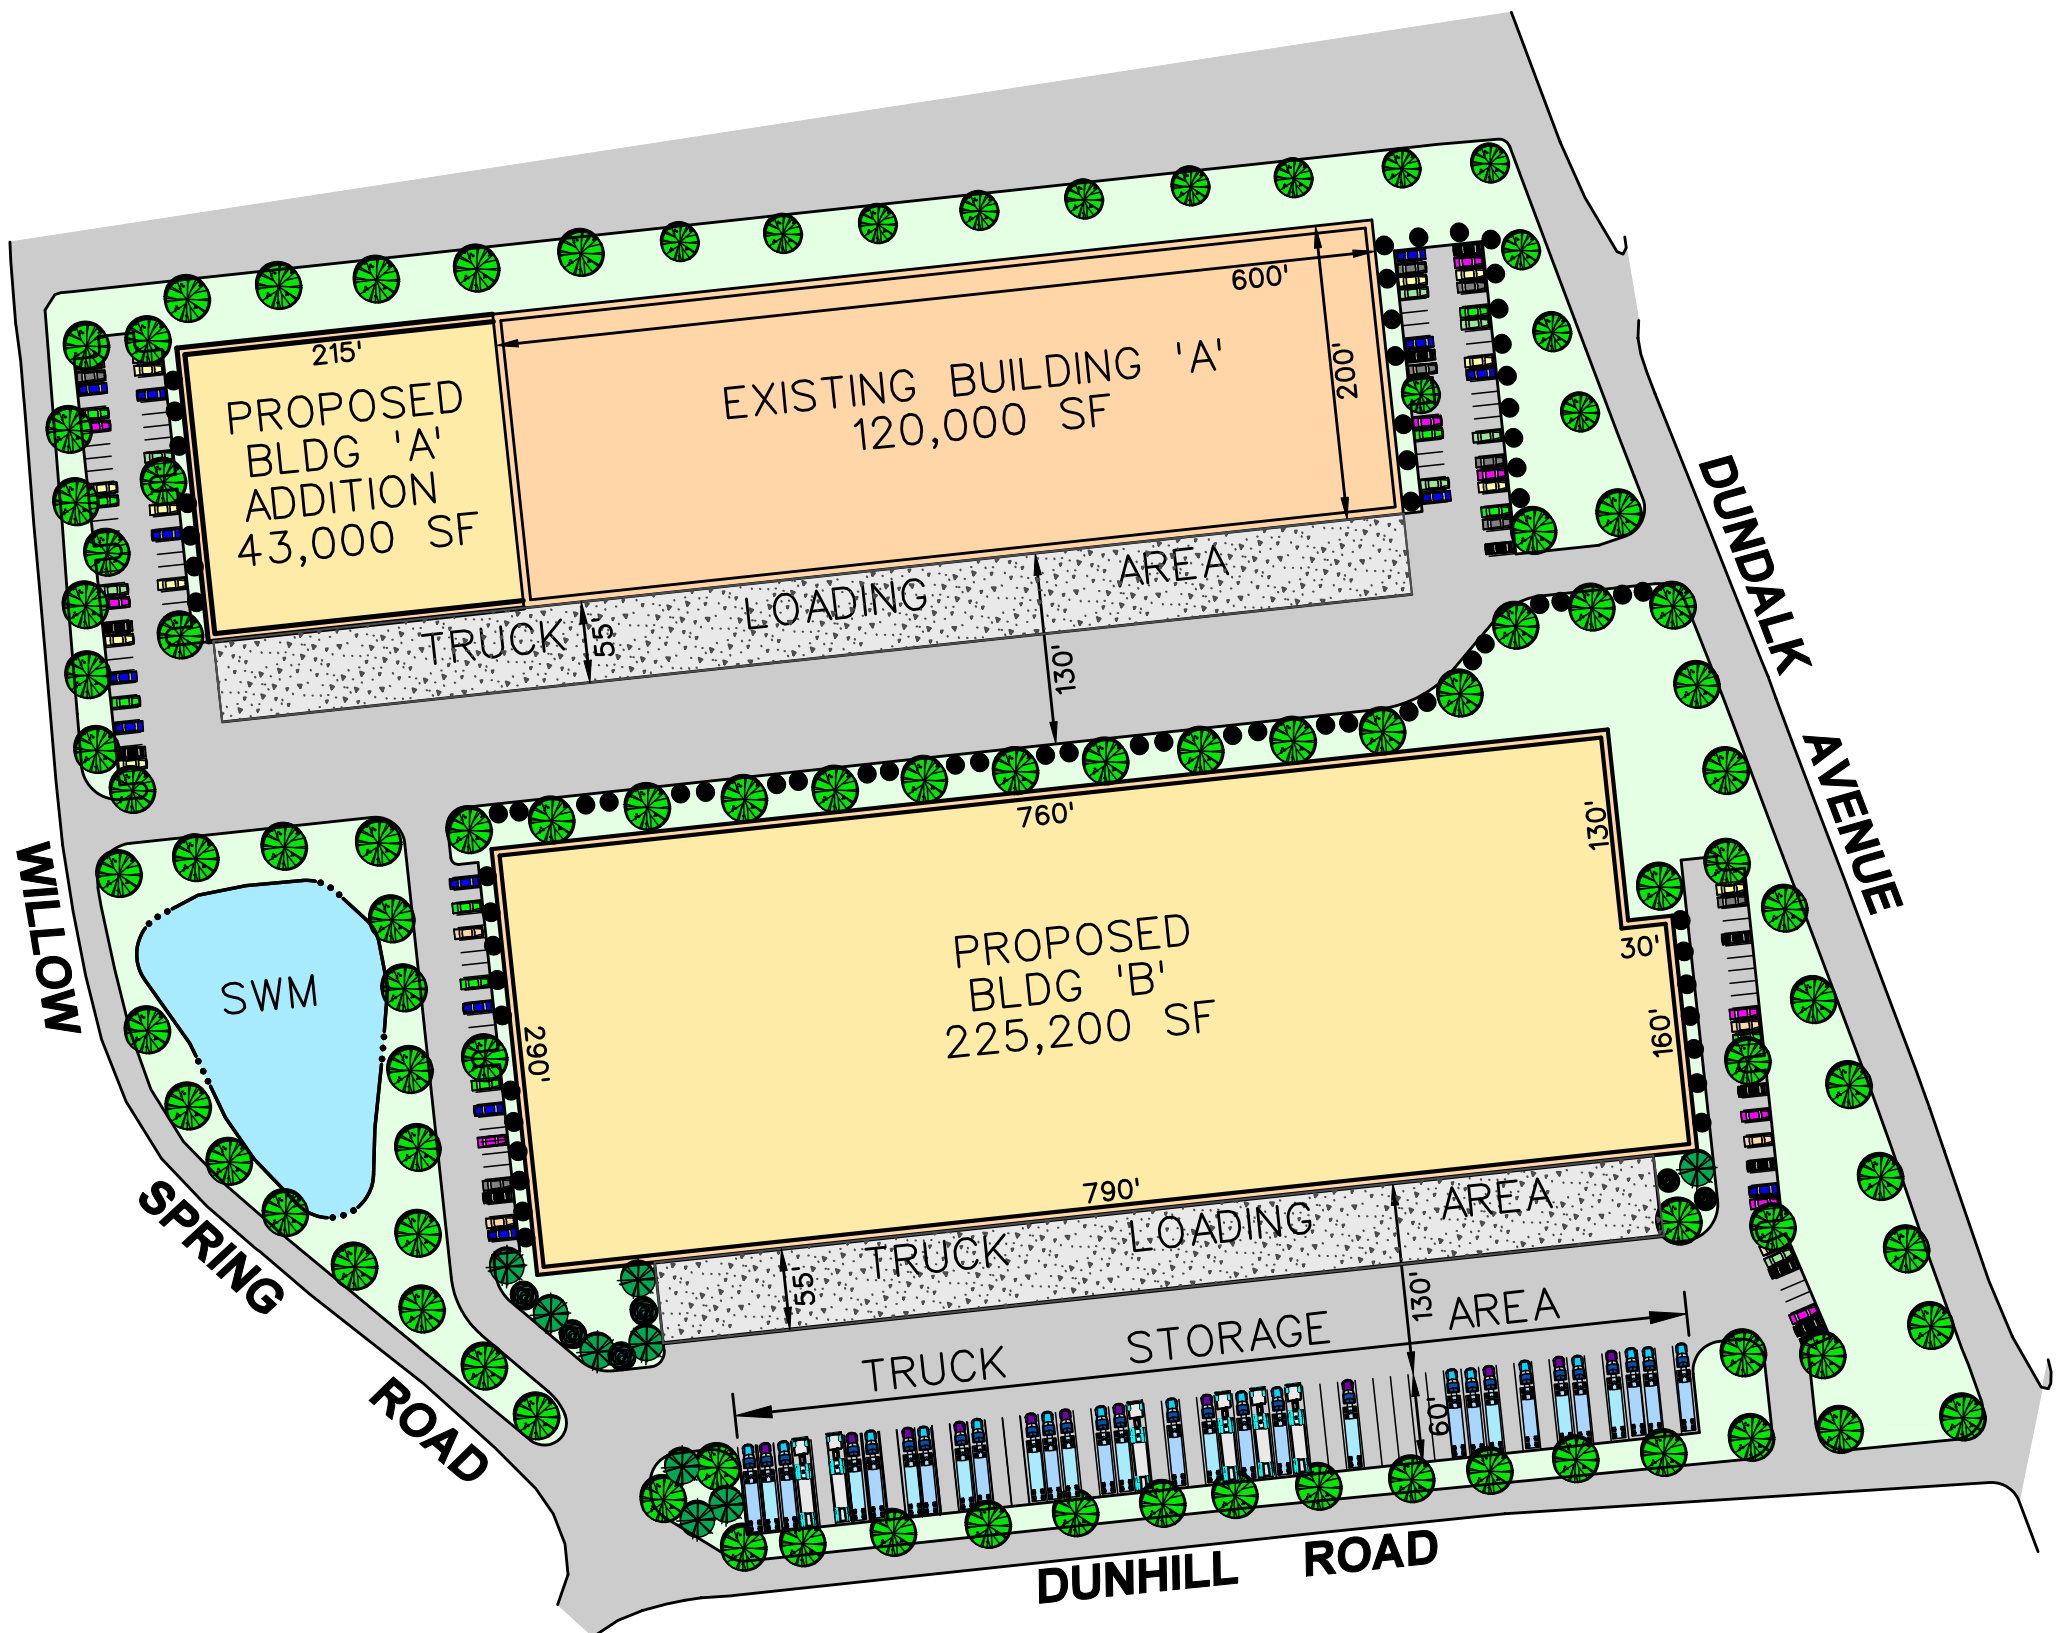 600'
200'
215'
PROPOSED
BLDG 'A'
ADDITION
43,000 SF
EXISTING BUILDING 'A'
120,000 SF
TRUCK LOADING AREA
55'
130'
DUNDALK AVENUE
WILLOW SPRING ROAD
SWM
760'
130'
30'
160'
290'
PROPOSED
BLDG 'B'
225,200 SF
790'
TRUCK LOADING AREA
55'
130'
TRUCK STORAGE AREA
60'
DUNHILL ROAD